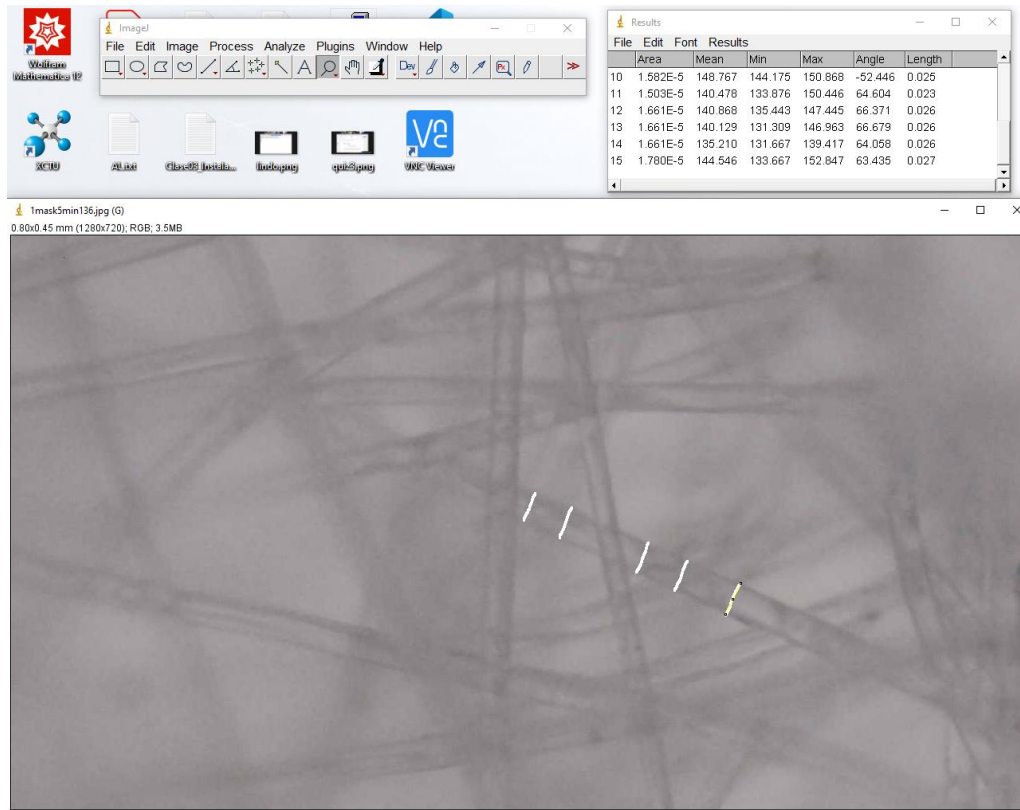 ImageJ
File Edit Image Process Analyze Plugins Window Help
Dev
Wolfram
Mathematica 12
XCTU
AI.txt
lindo.png
quiz3.png
VNC Viewer
Results
File Edit Font Results
Area Mean Min Max Angle Length
10 1.582E-5 148.767 144.175 150.868 -52.446 0.025
11 1.503E-5 140.478 133.876 150.446 64.604 0.023
12 1.661E-5 140.868 135.443 147.445 66.371 0.026
13 1.661E-5 140.129 131.309 146.963 66.679 0.026
14 1.661E-5 135.210 131.667 139.417 64.058 0.026
15 1.780E-5 144.546 133.667 152.847 63.435 0.027
1mask5min136.jpg (G)
0.80x0.45 mm (1280x720); RGB; 3.5MB